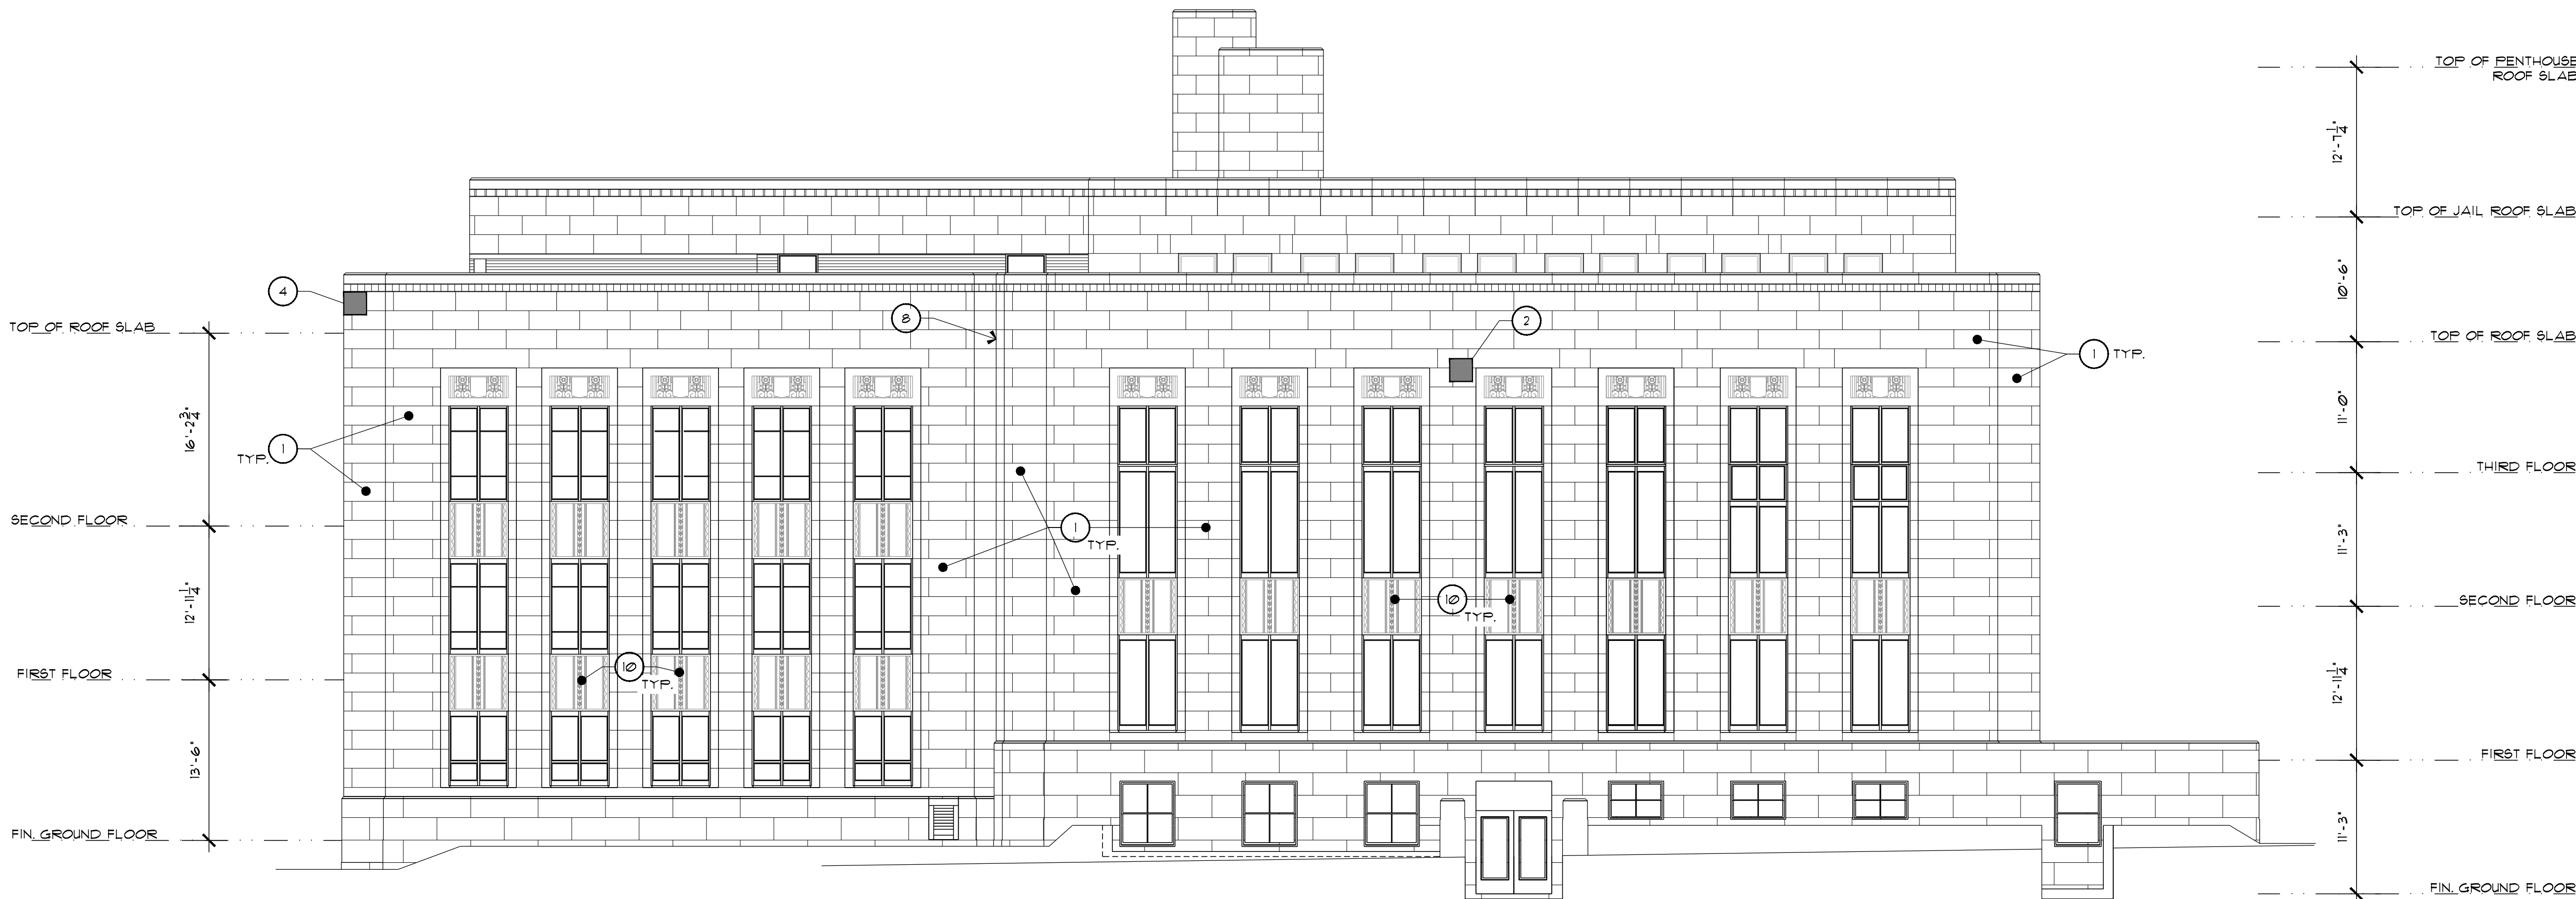 TOP OF PENTHOUSE
ROOF SLAB
12'-7 1/4"
TOP OF JAIL ROOF SLAB
4
8
2
10'-6"
TOP OF ROOF SLAB
TOP OF ROOF SLAB
1 TYP.
16'-2 3/4"
11'-0"
1
TYP.
THIRD FLOOR
SECOND FLOOR
1
TYP.
11'-3"
12'-11 1/4"
10
TYP.
SECOND FLOOR
FIRST FLOOR
10
TYP.
12'-11 1/4"
13'-6"
FIRST FLOOR
FIN. GROUND FLOOR
11'-3"
FIN. GROUND FLOOR